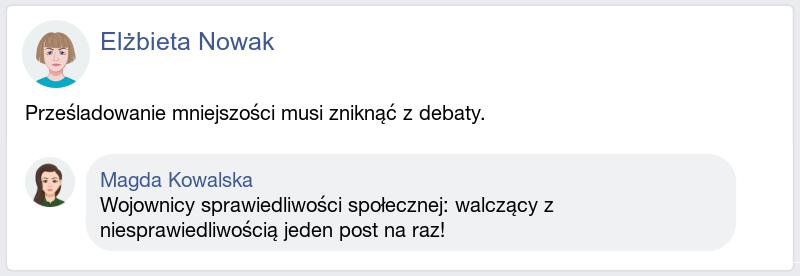 Elżbieta Nowak
Prześladowanie mniejszości musi zniknąć z debaty.
Magda Kowalska
Wojownicy sprawiedliwości społecznej: walczący z
niesprawiedliwością jeden post na raz!